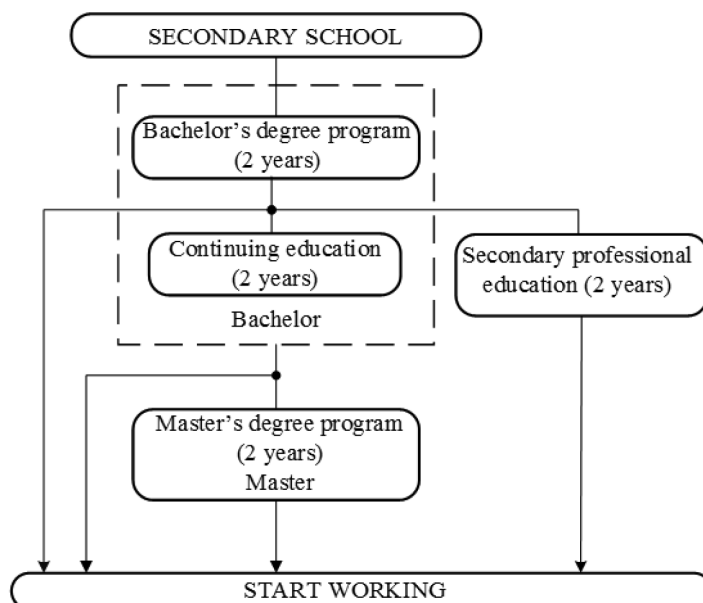 SECONDARY SCHOOL
Bachelor’s degree program
(2 years)
Continuing education
(2 years)
Bachelor
Secondary professional
education (2 years)
Master’s degree program
(2 years)
Master
START WORKING